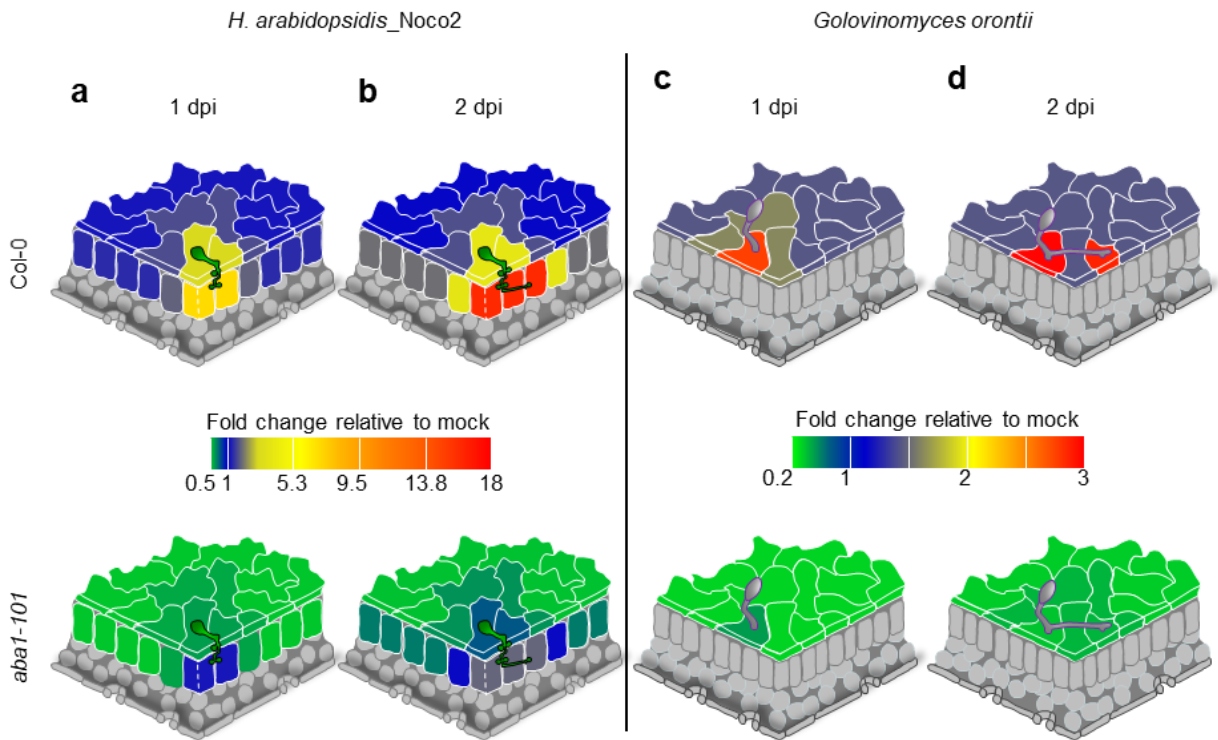 H. arabidopsidis_Noco2
Golovinomyces orontii
a
b
c
d
1 dpi
2 dpi
1 dpi
2 dpi
Col-0
Fold change relative to mock
0.5 1 5.3 9.5 13.8 18
Fold change relative to mock
0.2 1 2 3
aba1-101